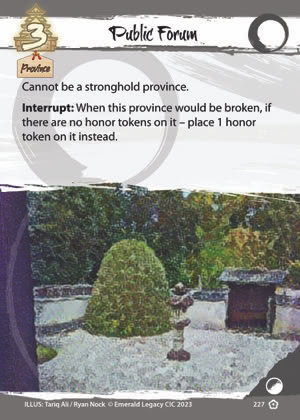 Public Forum
3
Province
Cannot be a stronghold province.
Interrupt: When this province would be broken, if
there are no honor tokens on it – place 1 honor
token on it instead.
ILLUS: Tariq Ali / Ryan Nock © Emerald Legacy CIC 2023
227